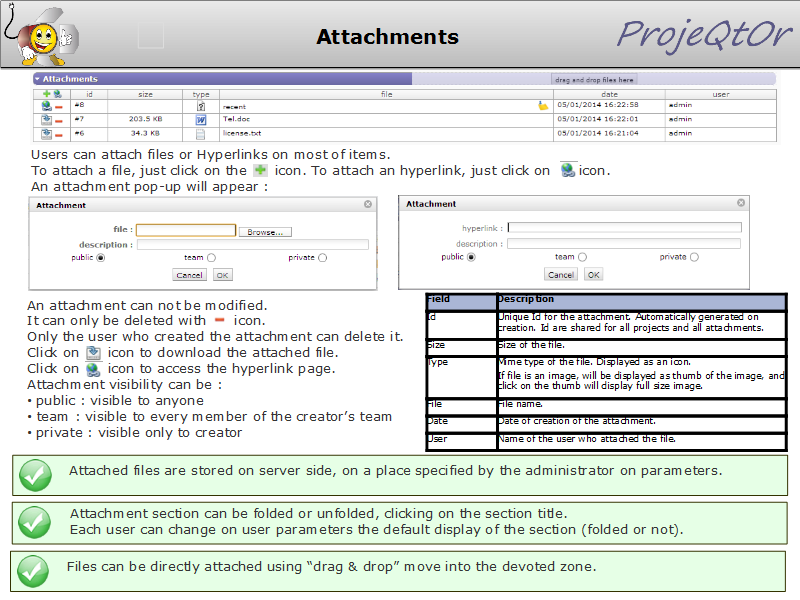 Attachments
ProjeQtOr
Attachments
drag and drop files here
id size type file date user
#8 recent 05/01/2014 16:22:58 admin
#7 203.5 KB Tel.doc 05/01/2014 16:22:01 admin
#6 34.3 KB license.txt 05/01/2014 16:21:04 admin
Users can attach files or Hyperlinks on most of items.
To attach a file, just click on the icon. To attach an hyperlink, just click on icon.
An attachment pop-up will appear :
Attachment
file :
Browse...
description :
public team private
Cancel OK
Attachment
hyperlink :
description :
public team private
Cancel OK
An attachment can not be modified.
It can only be deleted with icon.
Only the user who created the attachment can delete it.
Click on icon to download the attached file.
Click on icon to access the hyperlink page.
Attachment visibility can be :
• public : visible to anyone
• team : visible to every member of the creator’s team
• private : visible only to creator
Field Description
Id Unique Id for the attachment. Automatically generated on
creation. Id are shared for all projects and all attachments.
Size Size of the file.
Type Mime type of the file. Displayed as an icon.
If file is an image, will be displayed as thumb of the image, and
click on the thumb will display full size image.
File File name.
Date Date of creation of the attachment.
User Name of the user who attached the file.
Attached files are stored on server side, on a place specified by the administrator on parameters.
Attachment section can be folded or unfolded, clicking on the section title.
Each user can change on user parameters the default display of the section (folded or not).
Files can be directly attached using “drag & drop” move into the devoted zone.